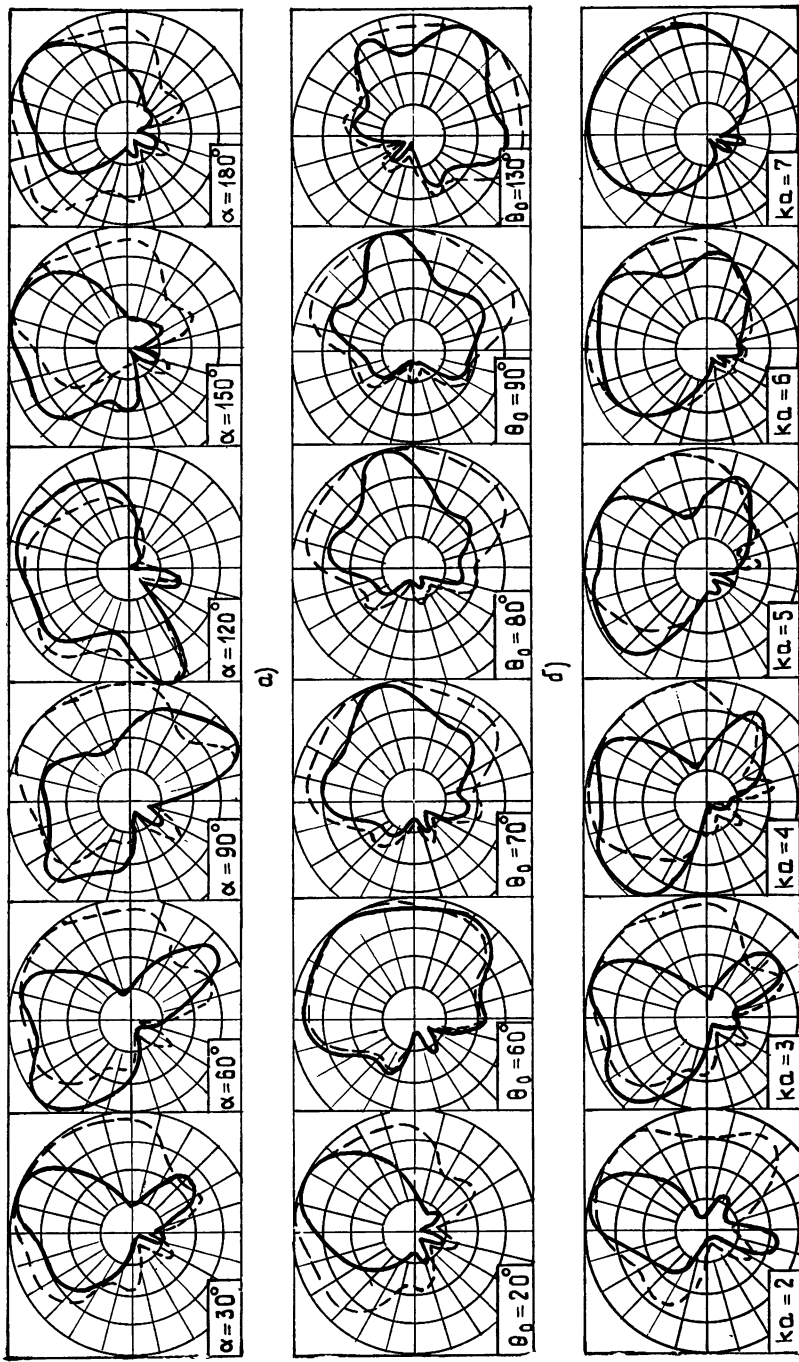 α = 30°
α = 60°
α = 90°
α = 120°
α = 150°
α = 180°
а)
θ₀ = 20°
θ₀ = 60°
θ₀ = 70°
θ₀ = 80°
θ₀ = 90°
θ₀ = 130°
б)
ka = 2
ka = 3
ka = 4
ka = 5
ka = 6
ka = 7